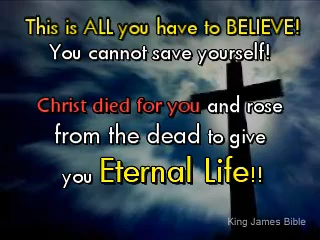 This is ALL you have to BELIEVE!
You cannot save yourself!
Christ died for you and rose
from the dead to give
you Eternal Life!!
King James Bible